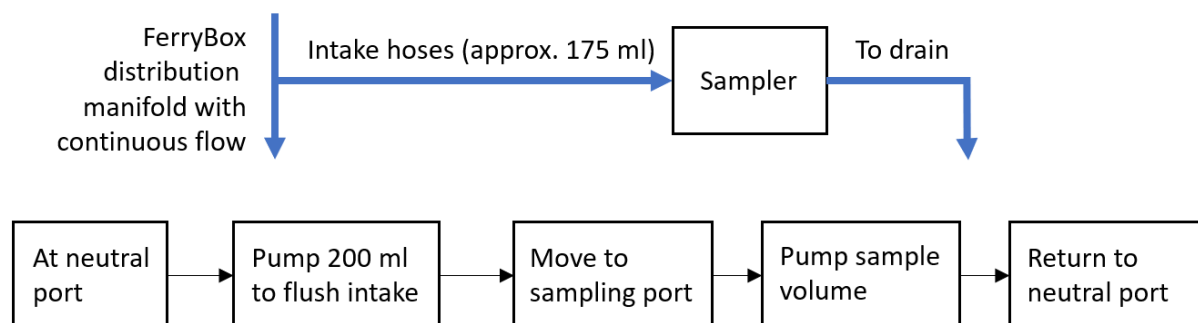 FerryBox
distribution
manifold with
continuous flow
Intake hoses (approx. 175 ml)
Sampler
To drain
At neutral
port
Pump 200 ml
to flush intake
Move to
sampling port
Pump sample
volume
Return to
neutral port